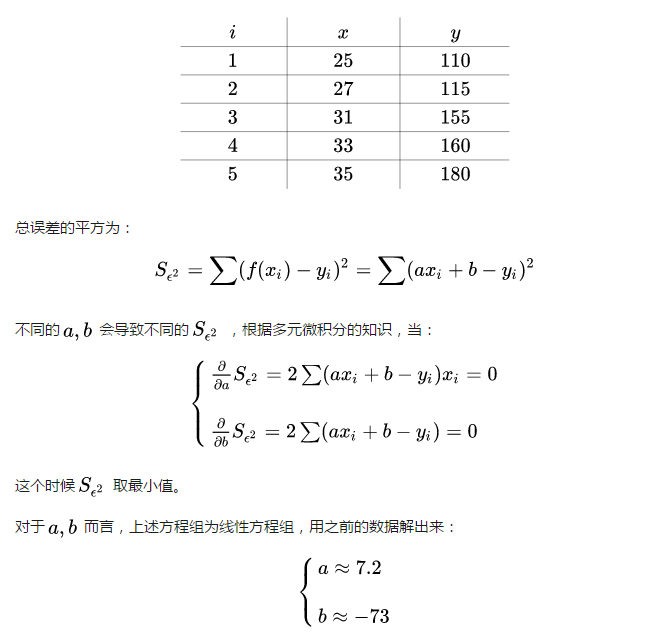 i x y
1 25 110
2 27 115
3 31 155
4 33 160
5 35 180
总误差的平方为：
S_{ϵ²} = ∑(f(x_i) − y_i)² = ∑(ax_i + b − y_i)²
不同的 a, b 会导致不同的 S_{ϵ²} ，根据多元微积分的知识，当：
{ ∂/∂a S_{ϵ²} = 2∑(ax_i + b − y_i)x_i = 0
∂/∂b S_{ϵ²} = 2∑(ax_i + b − y_i) = 0
这个时候 S_{ϵ²} 取最小值。
对于 a, b 而言，上述方程组为线性方程组，用之前的数据解出来：
{ a ≈ 7.2
b ≈ −73